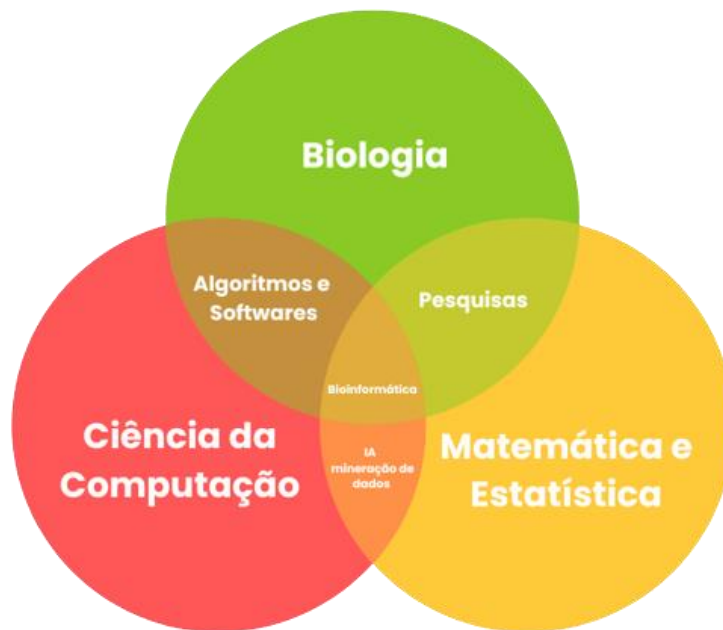 Biologia
Algoritmos e
Softwares
Pesquisas
Bioinformática
Ciência da
Computação
IA
mineração de
dados
Matemática e
Estatística